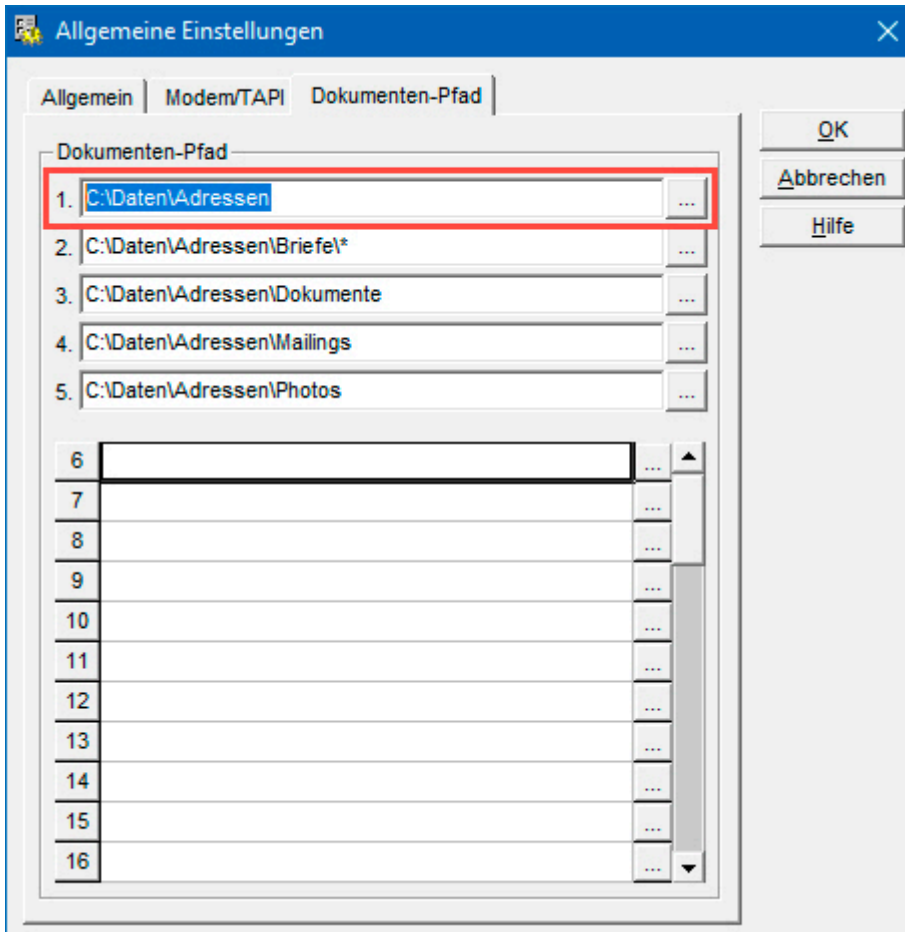 Allgemeine Einstellungen
Allgemein Modem/TAPI Dokumenten-Pfad
OK
Abbrechen
Hilfe
Dokumenten-Pfad
1. C:\Daten\Adressen ...
2. C:\Daten\Adressen\Briefe\* ...
3. C:\Daten\Adressen\Dokumente ...
4. C:\Daten\Adressen\Mailings ...
5. C:\Daten\Adressen\Photos ...
6 ...
7 ...
8 ...
9 ...
10 ...
11 ...
12 ...
13 ...
14 ...
15 ...
16 ...